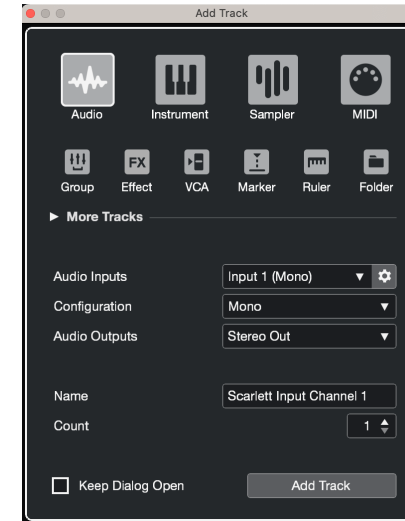 Add Track
Audio Instrument Sampler MIDI
FX
Group Effect VCA Marker Ruler Folder
More Tracks
Audio Inputs Input 1 (Mono)
Configuration Mono
Audio Outputs Stereo Out
Name Scarlett Input Channel 1
Count 1
Keep Dialog Open Add Track